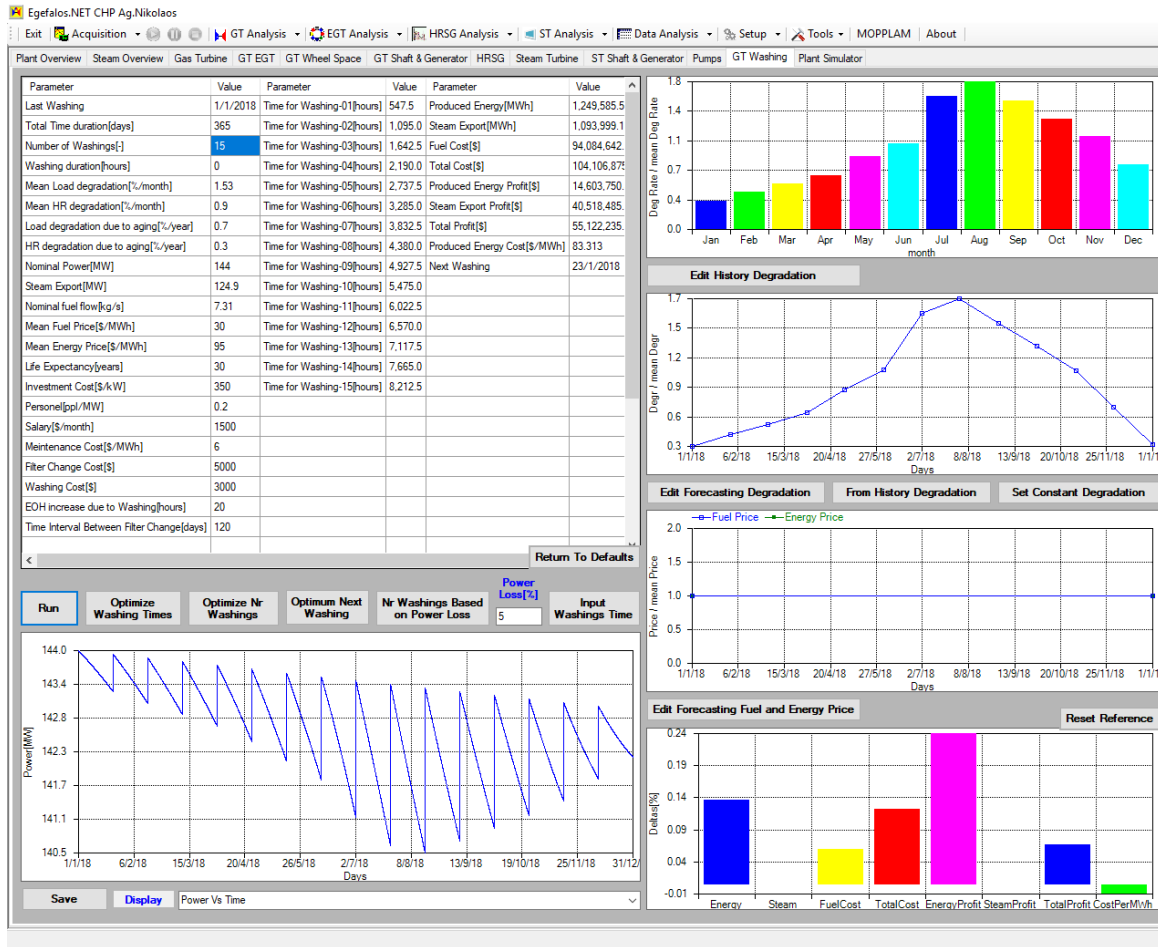 Egefalos.NET CHP Ag.Nikolaos
Exit Acquisition GT Analysis EGT Analysis HRSG Analysis ST Analysis Data Analysis Setup Tools MOPPLAM About
Plant Overview Steam Overview Gas Turbine GT EGT GT Wheel Space GT Shaft & Generator HRSG Steam Turbine ST Shaft & Generator Pumps GT Washing Plant Simulator
Parameter Value Parameter Value Parameter Value
Last Washing 1/1/2018 Time for Washing-01[hours] 547.5 Produced Energy[MWh] 1,249,585.5
Total Time duration[days] 365 Time for Washing-02[hours] 1,095.0 Steam Export[MWh] 1,093,999.1
Number of Washings[-] 15 Time for Washing-03[hours] 1,642.5 Fuel Cost[$] 94,084,642.
Washing duration[hours] 0 Time for Washing-04[hours] 2,190.0 Total Cost[$] 104,106,875
Mean Load degradation[%/month] 1.53 Time for Washing-05[hours] 2,737.5 Produced Energy Profit[$] 14,603,750.
Mean HR degradation[%/month] 0.9 Time for Washing-06[hours] 3,285.0 Steam Export Profit[$] 40,518,485.
Load degradation due to aging[%/year] 0.7 Time for Washing-07[hours] 3,832.5 Total Profit[$] 55,122,235.
HR degradation due to aging[%/year] 0.3 Time for Washing-08[hours] 4,380.0 Produced Energy Cost[$/MWh] 83.313
Nominal Power[MW] 144 Time for Washing-09[hours] 4,927.5 Next Washing 23/1/2018
Steam Export[MW] 124.9 Time for Washing-10[hours] 5,475.0
Nominal fuel flow[kg/s] 7.31 Time for Washing-11[hours] 6,022.5
Mean Fuel Price[$/MWh] 30 Time for Washing-12[hours] 6,570.0
Mean Energy Price[$/MWh] 95 Time for Washing-13[hours] 7,117.5
Life Expectancy[years] 30 Time for Washing-14[hours] 7,665.0
Investment Cost[$/kW] 350 Time for Washing-15[hours] 8,212.5
Personel[ppl/MW] 0.2
Salary[$/month] 1500
Meintenance Cost[$/MWh] 6
Filter Change Cost[$] 5000
Washing Cost[$] 3000
EOH increase due to Washing[hours] 20
Time Interval Between Filter Change[days] 120
Return To Defaults
Run
Optimize
Washing Times
Optimize Nr
Washings
Optimum Next
Washing
Nr Washings Based
on Power Loss
Power
Loss[%]
5
Input
Washings Time
144.0
143.4
142.8
142.3
141.7
141.1
140.5
Power[MW]
1/1/18 6/2/18 15/3/18 20/4/18 26/5/18 2/7/18 8/8/18 13/9/18 19/10/18 25/11/18 31/12/
Days
Save Display Power Vs Time
1.8
1.4
1.1
0.7
0.4
0.0
Deg Rate / mean Deg Rate
Jan Feb Mar Apr May Jun Jul Aug Sep Oct Nov Dec
month
Edit History Degradation
1.7
1.5
1.2
0.9
0.6
0.3
Degr / mean Degr
1/1/18 6/2/18 15/3/18 20/4/18 27/5/18 2/7/18 8/8/18 13/9/18 20/10/18 25/11/18 1/1/1
Days
Edit Forecasting Degradation From History Degradation Set Constant Degradation
Fuel Price Energy Price
2.0
1.5
1.0
0.5
0.0
Price / mean Price
1/1/18 6/2/18 15/3/18 20/4/18 27/5/18 2/7/18 8/8/18 13/9/18 20/10/18 25/11/18 1/1/1
Days
Edit Forecasting Fuel and Energy Price
Reset Reference
0.24
0.19
0.14
0.09
0.04
-0.01
Deltas[%]
Energy Steam FuelCost TotalCost EnergyProfit SteamProfit TotalProfit CostPerMWh